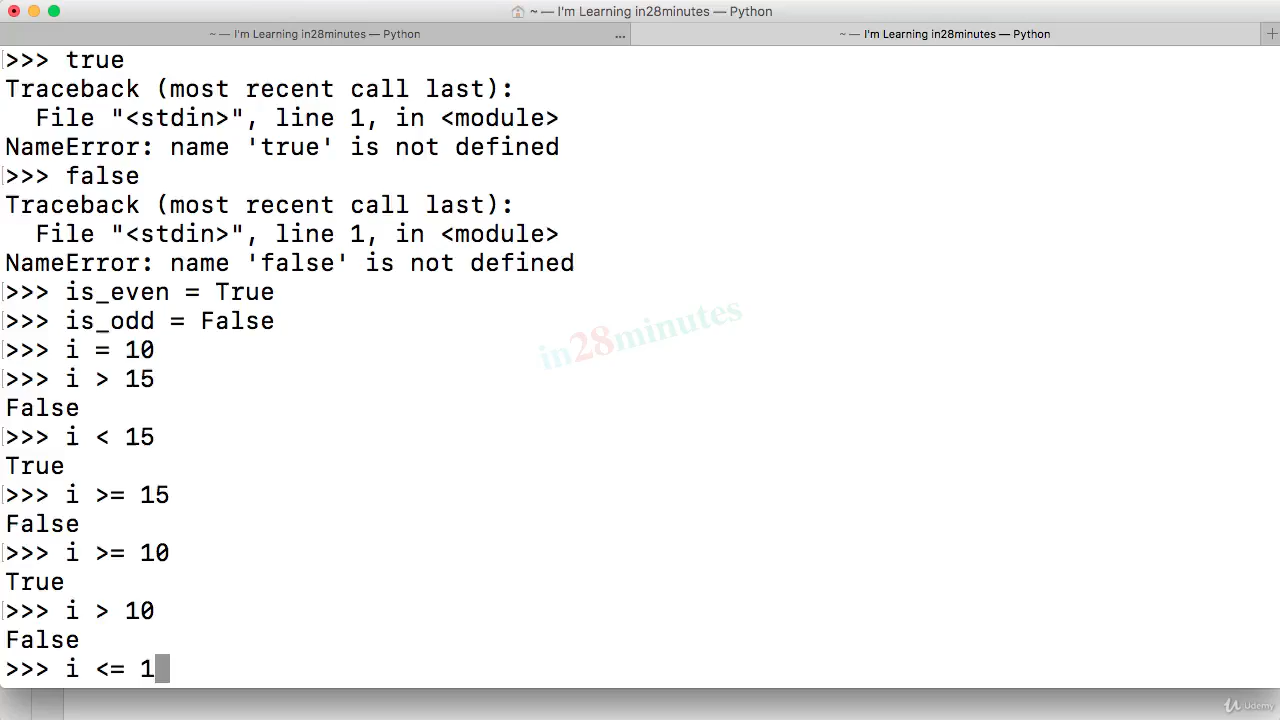 ~ — I'm Learning in28minutes — Python
~ — I'm Learning in28minutes — Python ...
~ — I'm Learning in28minutes — Python +
>>> true
Traceback (most recent call last):
  File "<stdin>", line 1, in <module>
NameError: name 'true' is not defined
>>> false
Traceback (most recent call last):
  File "<stdin>", line 1, in <module>
NameError: name 'false' is not defined
>>> is_even = True
>>> is_odd = False
>>> i = 10
>>> i > 15
False
>>> i < 15
True
>>> i >= 15
False
>>> i >= 10
True
>>> i > 10
False
>>> i <= 1
in28minutes
Udemy